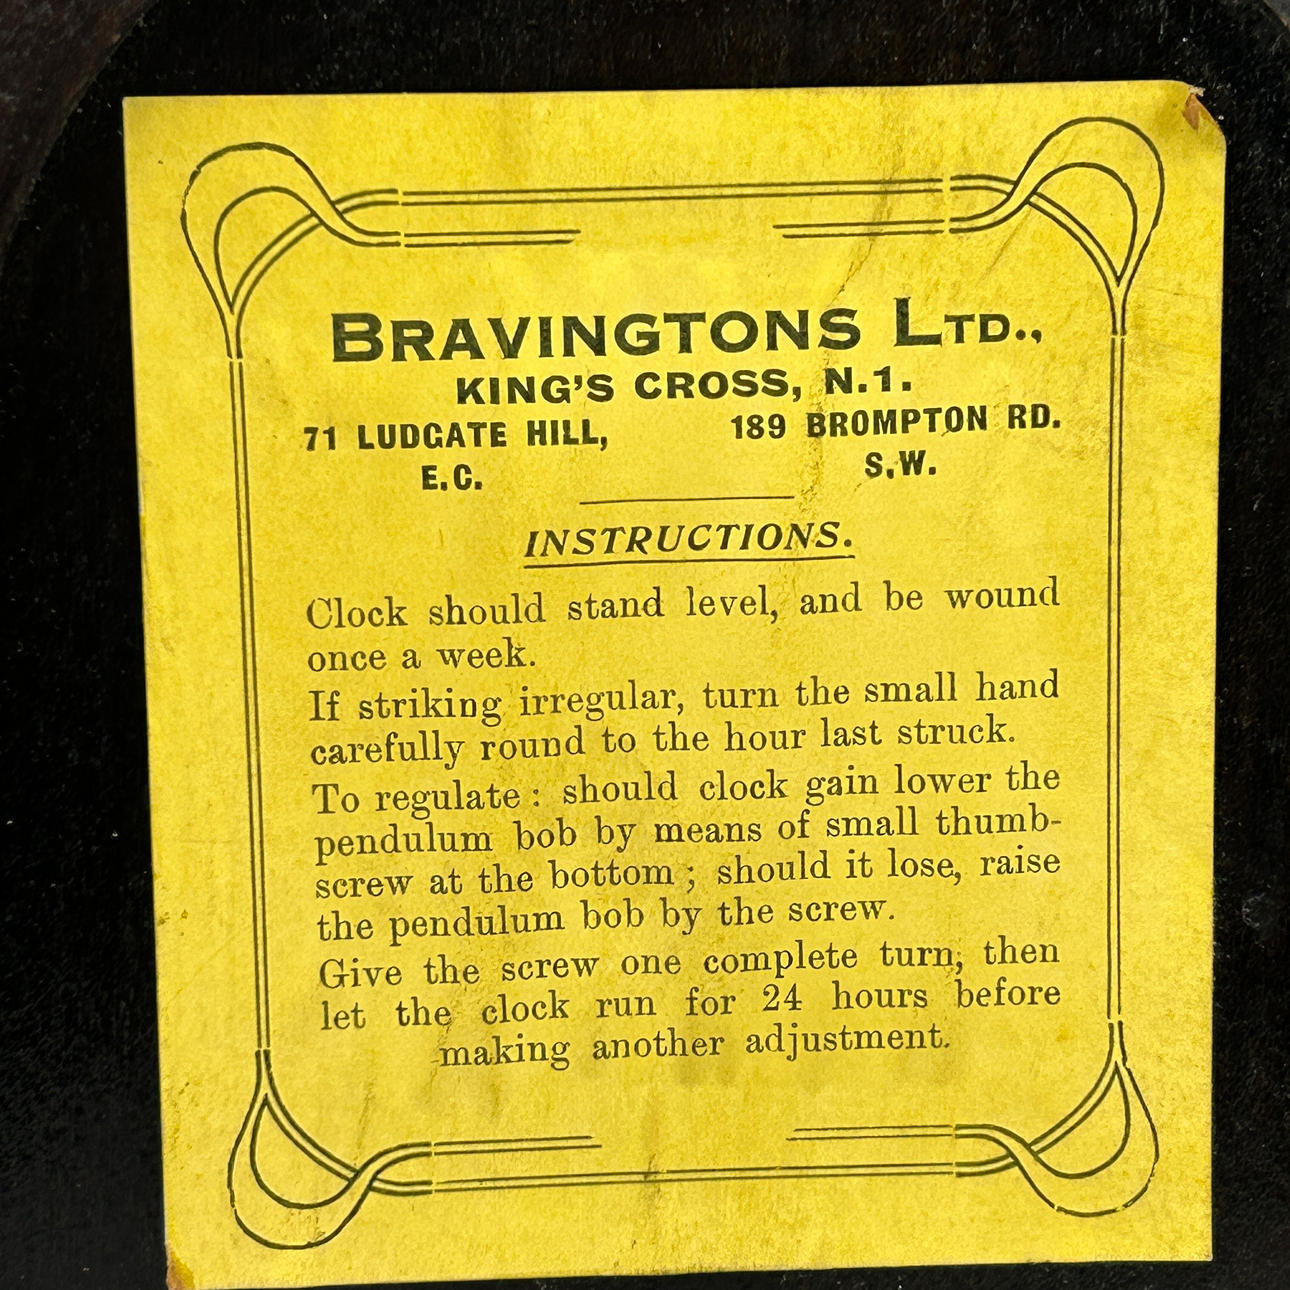 BRAVINGTONS LTD.,
KING'S CROSS, N.1.
71 LUDGATE HILL, 189 BROMPTON RD.
E.C. S.W.
INSTRUCTIONS.
Clock should stand level, and be wound
once a week.
If striking irregular, turn the small hand
carefully round to the hour last struck.
To regulate : should clock gain lower the
pendulum bob by means of small thumb-
screw at the bottom ; should it lose, raise
the pendulum bob by the screw.
Give the screw one complete turn, then
let the clock run for 24 hours before
making another adjustment.